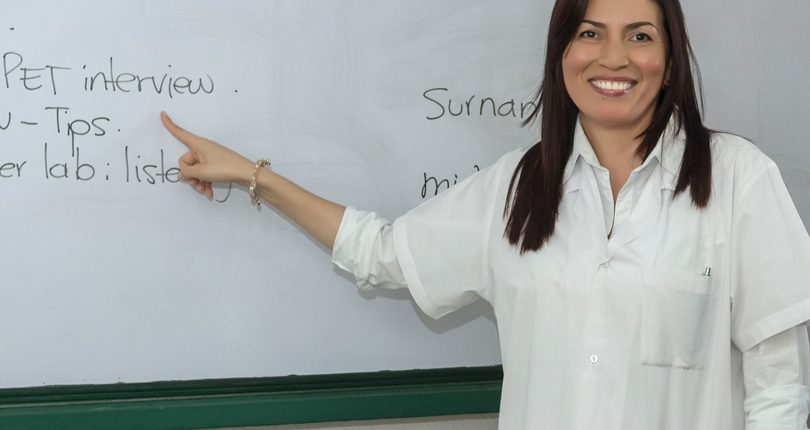 PET interview .
– Tips.
er lab : liste
Surnam